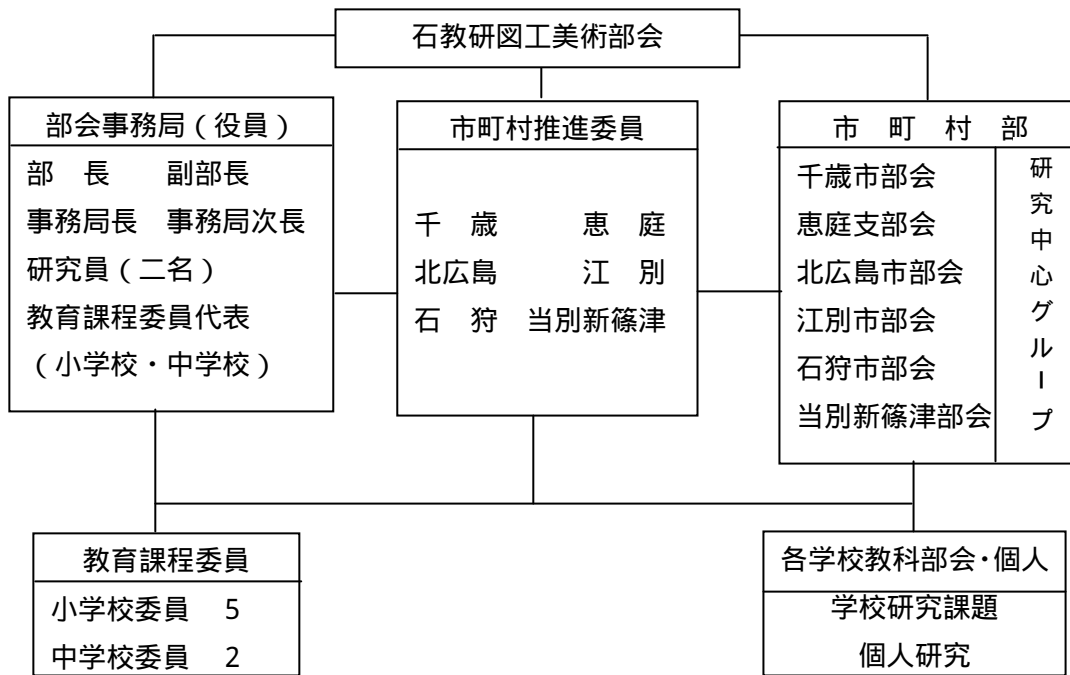 石教研図工美術部会
部会事務局(役員)
部 長 副部長
事務局長 事務局次長
研究員(二名)
教育課程委員代表
(小学校・中学校)
市町村推進委員
千 歳 恵 庭
北広島 江 別
石 狩 当別新篠津
市 町 村 部
千歳市部会
恵庭支部会
北広島市部会
江別市部会
石狩市部会
当別新篠津部会
研究中心グループ
教育課程委員
小学校委員 5
中学校委員 2
各学校教科部会・個人
学校研究課題
個人研究